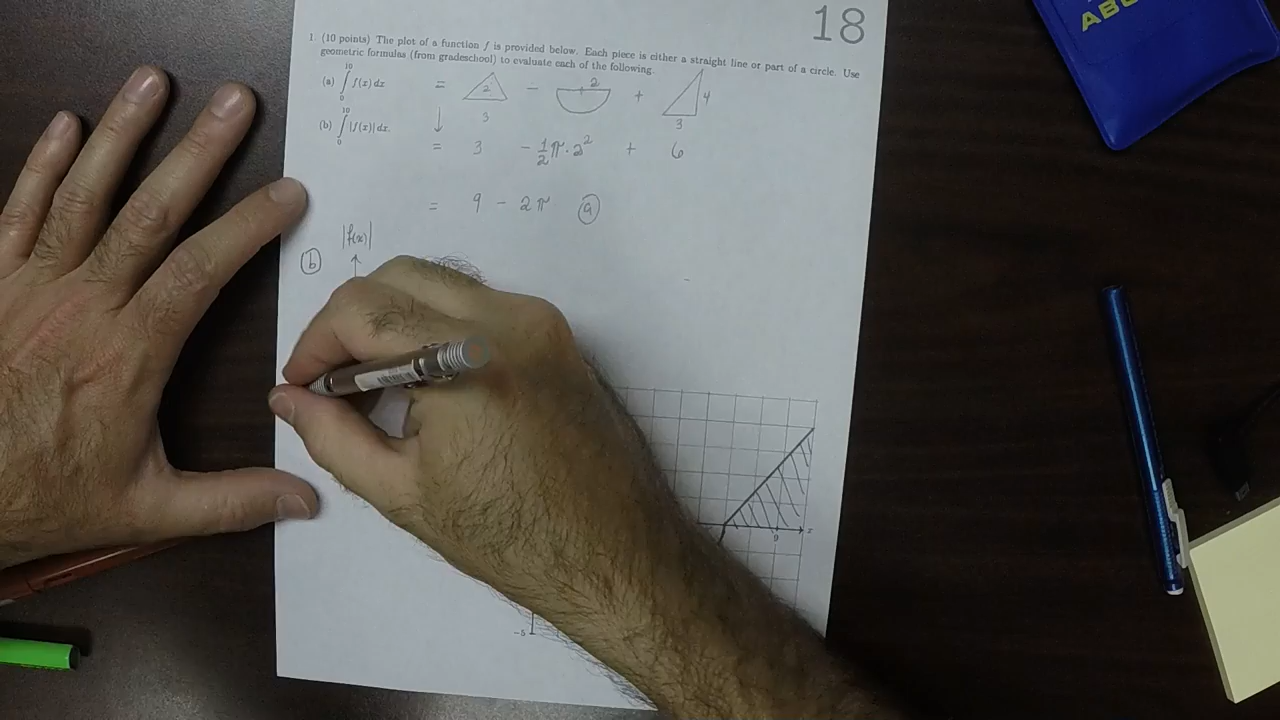 18
1. (10 points) The plot of a function f is provided below. Each piece is either a straight line or part of a circle. Use
geometric formulas (from gradeschool) to evaluate each of the following.
(a) ∫₀¹⁰ f(x) dx = 2 3 − 2 + 4 3
(b) ∫₀¹⁰ |f(x)| dx. ↓
= 3 − ½π·2² + 6
= 9 − 2π ⓐ
|f(x)|
ⓑ
9 x
−5